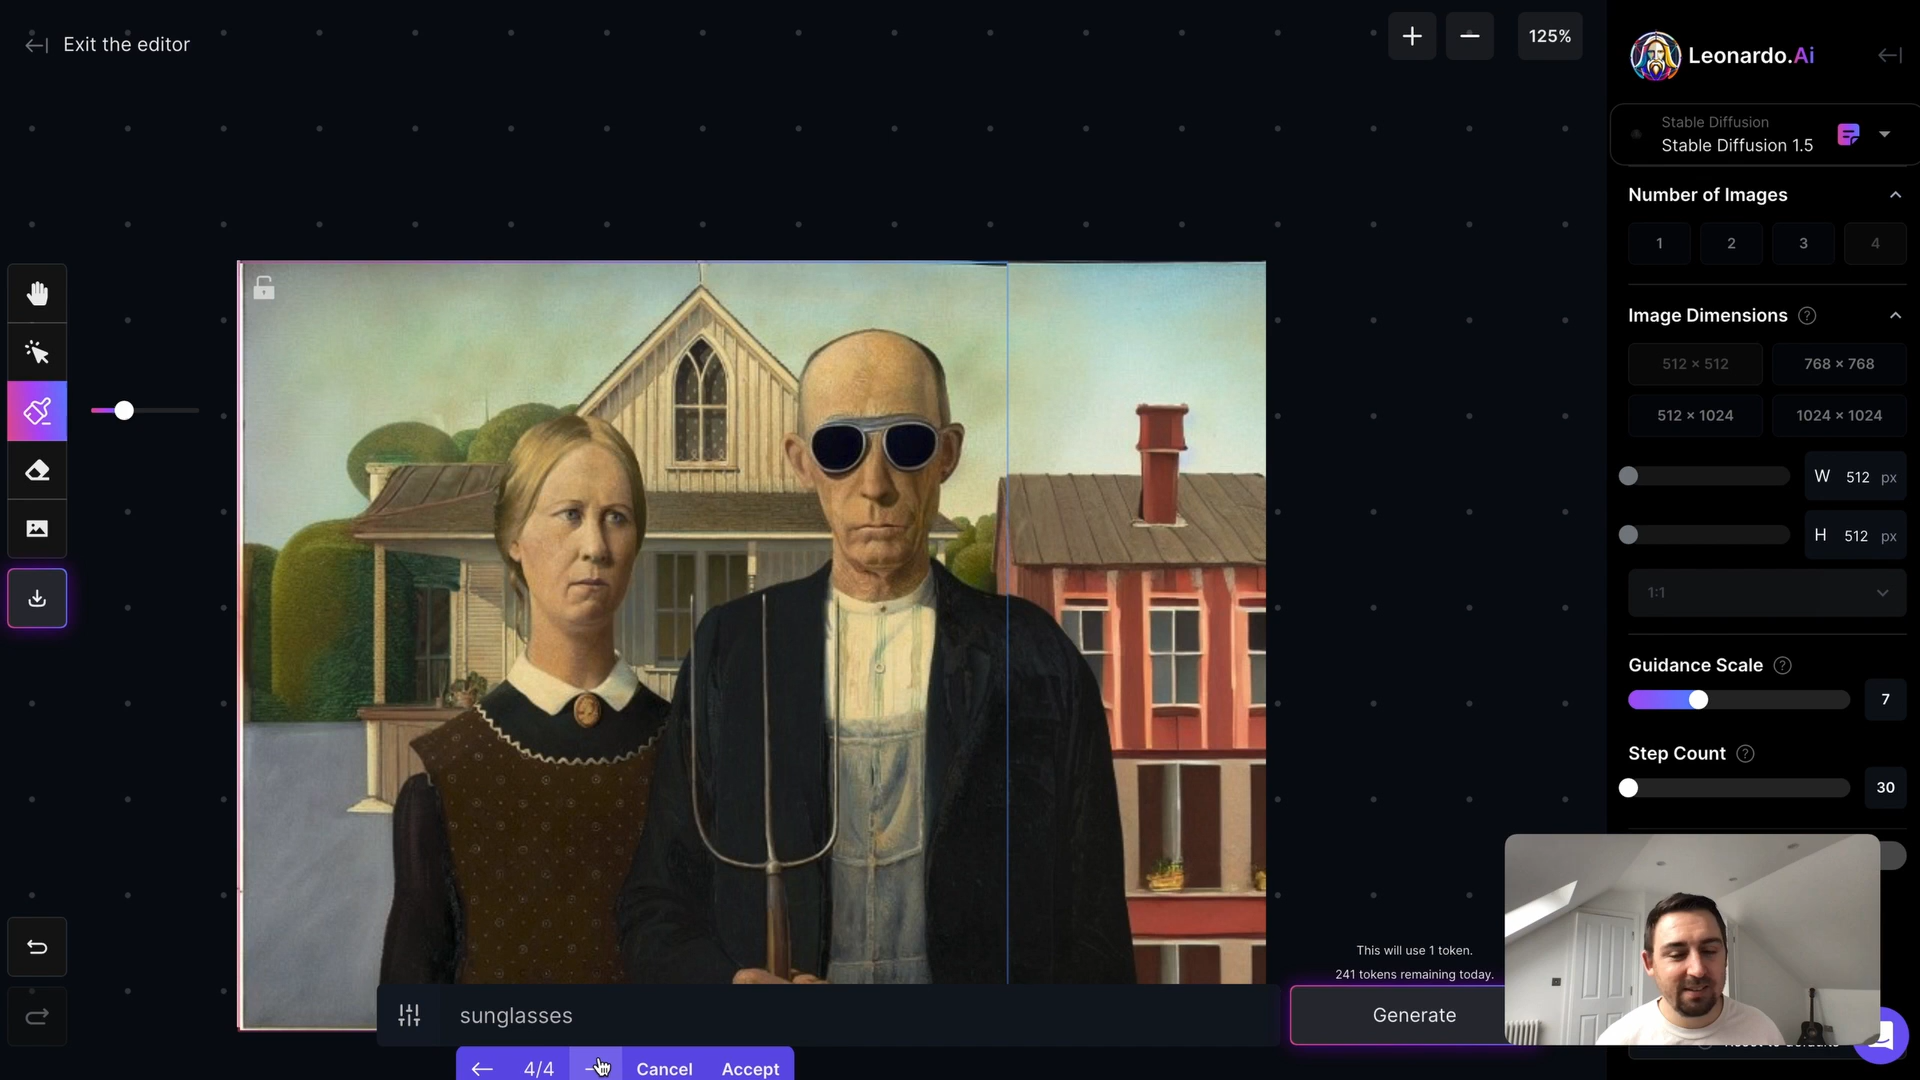 Exit the editor
125%
Leonardo.Ai
Stable Diffusion
Stable Diffusion 1.5
Number of Images
1 2 3 4
Image Dimensions ?
512 × 512 768 × 768
512 × 1024 1024 × 1024
W 512 px
H 512 px
1:1
Guidance Scale ?
7
Step Count ?
30
This will use 1 token.
241 tokens remaining today.
sunglasses
Generate
4/4 Cancel Accept